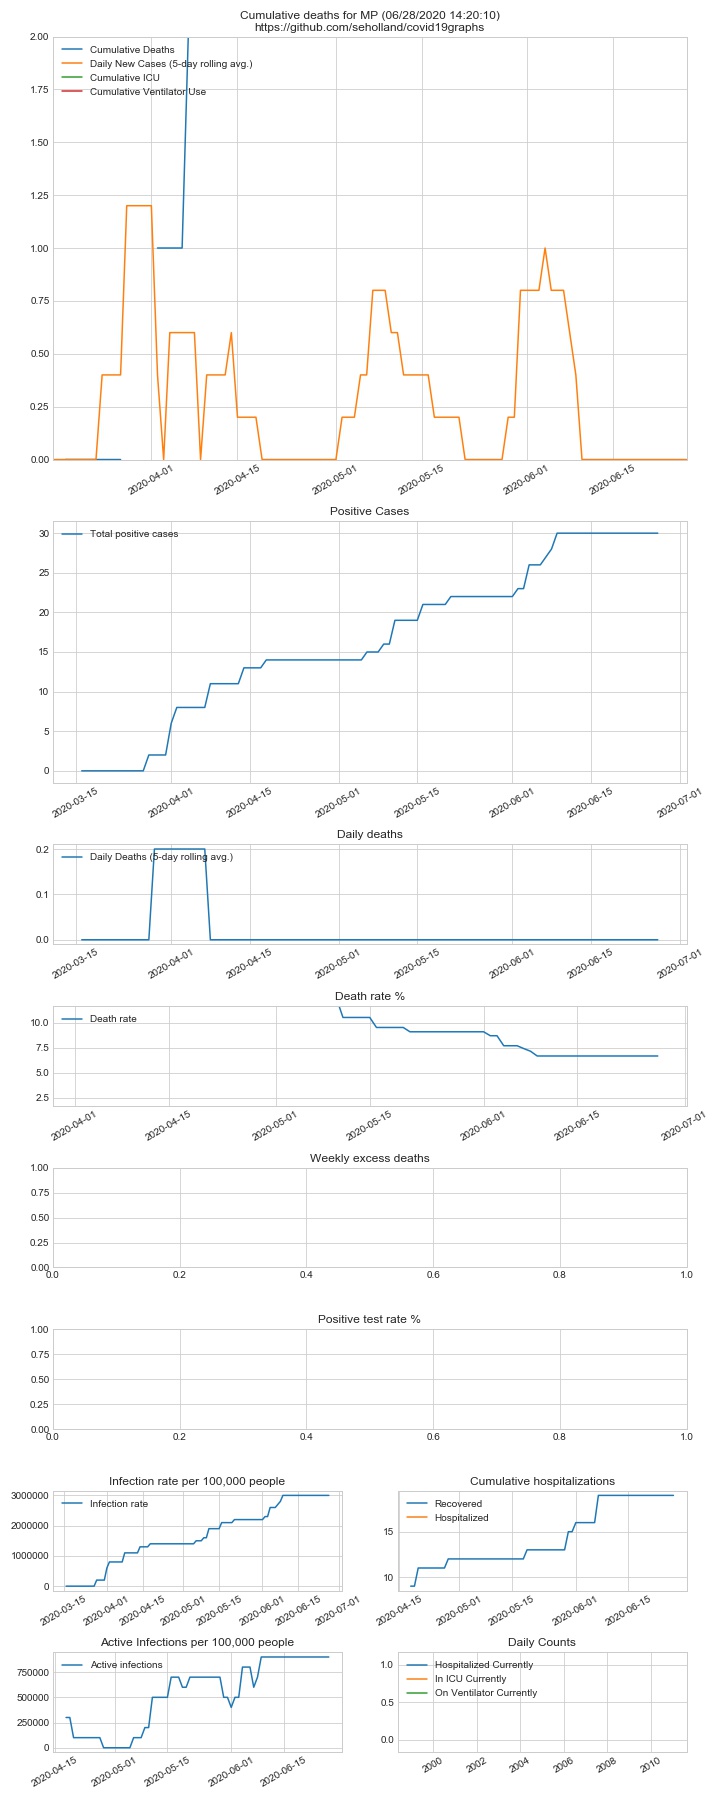 Cumulative deaths for MP (06/28/2020 14:20:10)
https://github.com/seholland/covid19graphs
Cumulative Deaths
Daily New Cases (5-day rolling avg.)
Cumulative ICU
Cumulative Ventilator Use
2.00
1.75
1.50
1.25
1.00
0.75
0.50
0.25
0.00
2020-04-01 2020-04-15 2020-05-01 2020-05-15 2020-06-01 2020-06-15
Positive Cases
Total positive cases
30
25
20
15
10
5
0
2020-03-15 2020-04-01 2020-04-15 2020-05-01 2020-05-15 2020-06-01 2020-06-15 2020-07-01
Daily deaths
Daily Deaths (5-day rolling avg.)
0.2
0.1
0.0
2020-03-15 2020-04-01 2020-04-15 2020-05-01 2020-05-15 2020-06-01 2020-06-15 2020-07-01
Death rate %
Death rate
10.0
7.5
5.0
2.5
2020-04-01 2020-04-15 2020-05-01 2020-05-15 2020-06-01 2020-06-15 2020-07-01
Weekly excess deaths
1.00
0.75
0.50
0.25
0.00
0.0 0.2 0.4 0.6 0.8 1.0
Positive test rate %
1.00
0.75
0.50
0.25
0.00
0.0 0.2 0.4 0.6 0.8 1.0
Infection rate per 100,000 people
Infection rate
3000000
2000000
1000000
0
2020-03-15 2020-04-01 2020-04-15 2020-05-01 2020-05-15 2020-06-01 2020-06-15 2020-07-01
Cumulative hospitalizations
Recovered
Hospitalized
15
10
2020-04-15 2020-05-01 2020-05-15 2020-06-01 2020-06-15
Active Infections per 100,000 people
Active infections
750000
500000
250000
0
2020-04-15 2020-05-01 2020-05-15 2020-06-01 2020-06-15
Daily Counts
Hospitalized Currently
In ICU Currently
On Ventilator Currently
1.0
0.5
0.0
2000 2002 2004 2006 2008 2010